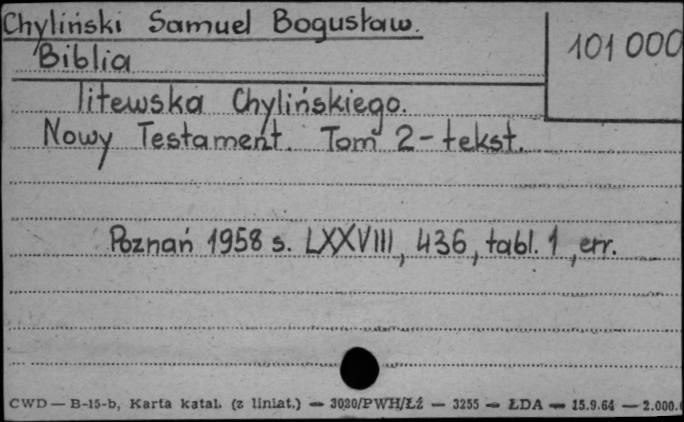 Chyliński Samuel Bogusław.
101 000
Biblia
litewska Chylińskiego.
Nowy Testament. Tom 2 - tekst.
Poznań 1958 s. LXXVIII, 436, tabl. 1, err.
CWD — B-15-b, Karta katal. (z liniat.) — 3020/PWH/Łź — 3255 — ŁDA — 15.9.64 — 2.000.